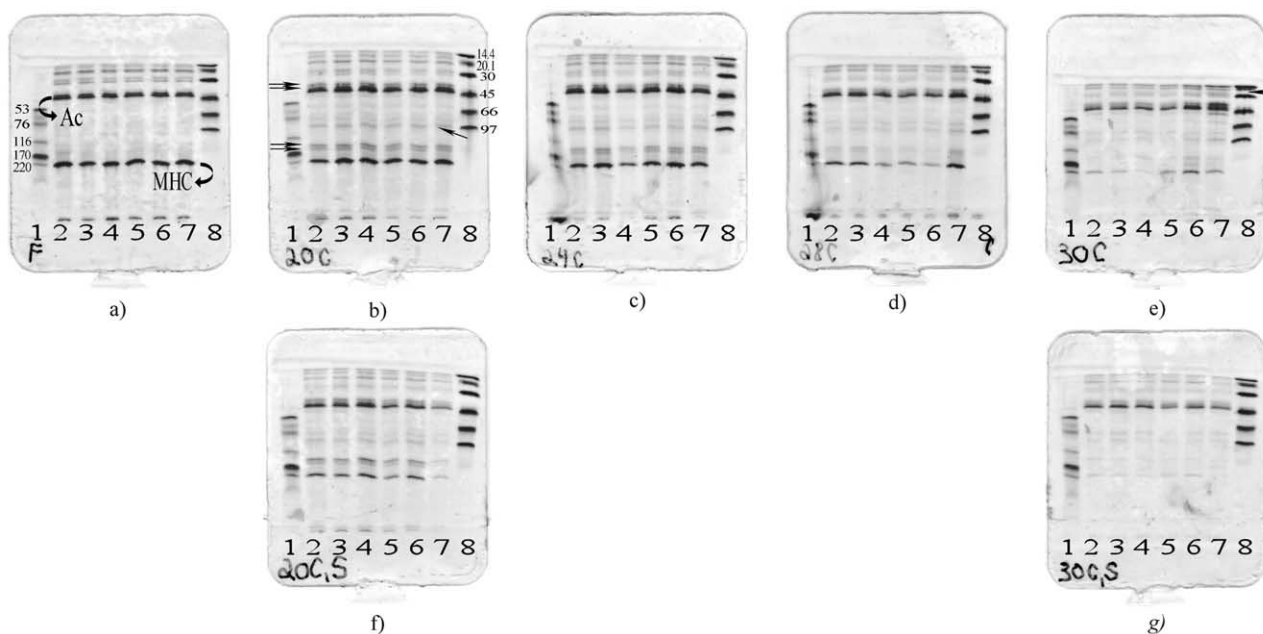 53
76
116
170
220
Ac
MHC
1 2 3 4 5 6 7 8
F
a)
14.4
20.1
30
45
66
97
1 2 3 4 5 6 7 8
20C
b)
1 2 3 4 5 6 7 8
24C
c)
1 2 3 4 5 6 7 8
28C
d)
1 2 3 4 5 6 7 8
30C
e)
1 2 3 4 5 6 7 8
20C,S
f)
1 2 3 4 5 6 7 8
30C,S
g)